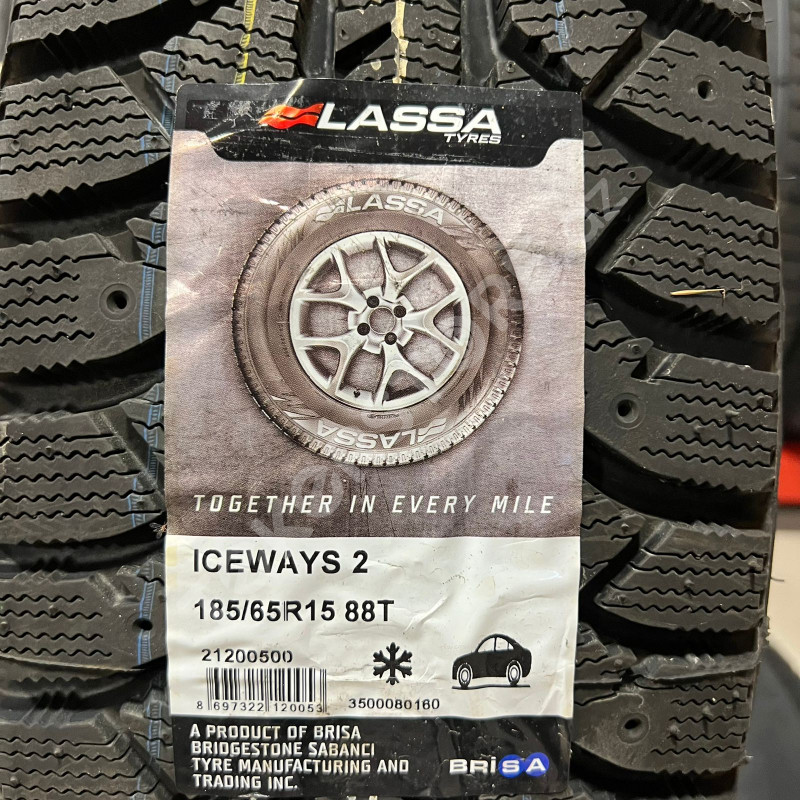 LASSA
TYRES
LASSA
LASSA
TOGETHER IN EVERY MILE
ICEWAYS 2
185/65R15 88T
21200500
8 697322 120053
3500080160
A PRODUCT OF BRISA
BRIDGESTONE SABANCI
TYRE MANUFACTURING AND
TRADING INC.
BRiSA